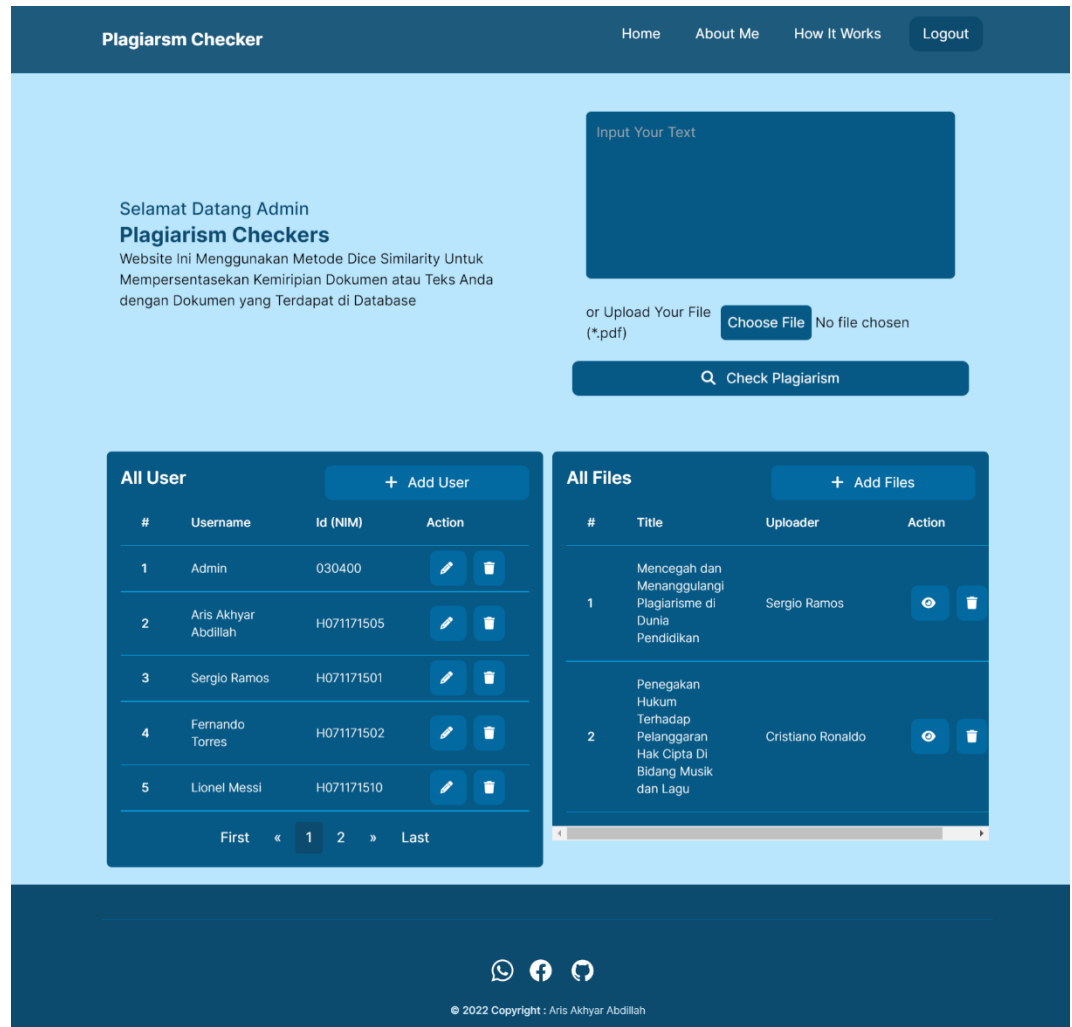 Plagiarsm Checker
Home About Me How It Works Logout
Selamat Datang Admin
Plagiarism Checkers
Website Ini Menggunakan Metode Dice Similarity Untuk
Mempersentasekan Kemiripian Dokumen atau Teks Anda
dengan Dokumen yang Terdapat di Database
Input Your Text
or Upload Your File
(*.pdf)
Choose File No file chosen
Check Plagiarism
All User
+ Add User
# Username Id (NIM) Action
1 Admin 030400
2 Aris Akhyar
Abdillah H071171505
3 Sergio Ramos H071171501
4 Fernando
Torres H071171502
5 Lionel Messi H071171510
First « 1 2 » Last
All Files
+ Add Files
# Title Uploader Action
Mencegah dan
Menanggulangi
1 Plagiarisme di Sergio Ramos
Dunia
Pendidikan
Penegakan
Hukum
Terhadap
2 Pelanggaran Cristiano Ronaldo
Hak Cipta Di
Bidang Musik
dan Lagu
© 2022 Copyright : Aris Akhyar Abdillah